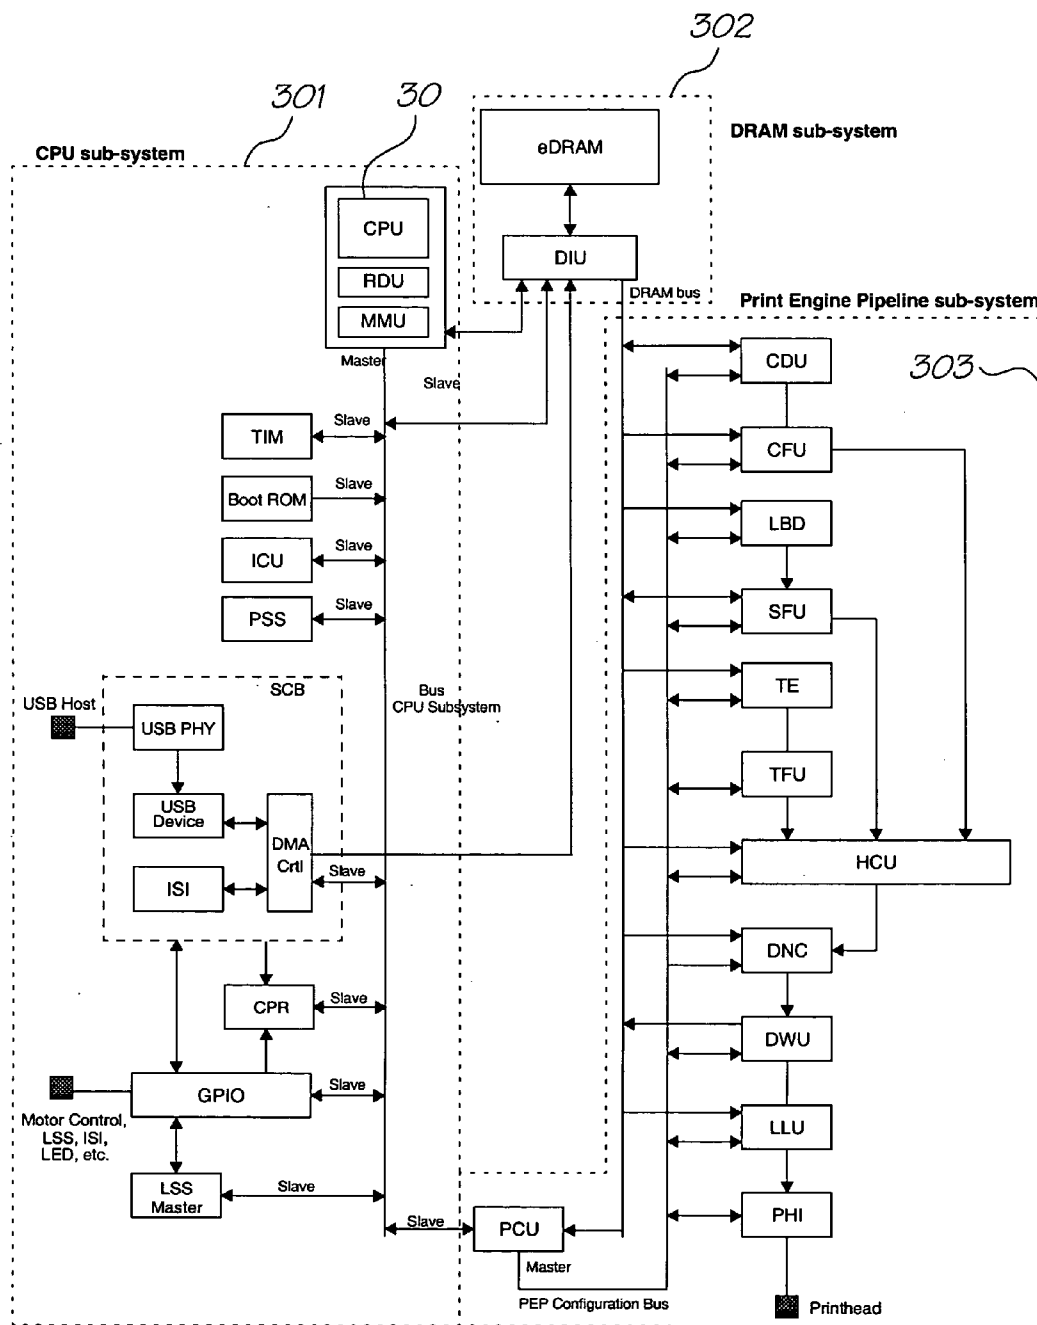 302
301
30
CPU sub-system
DRAM sub-system
eDRAM
CPU
RDU
MMU
DIU
DRAM bus
Print Engine Pipeline sub-system
Master
Slave
303
CDU
TIM
Slave
CFU
Boot ROM
Slave
LBD
ICU
Slave
PSS
Slave
SFU
SCB
Bus
CPU Subsystem
TE
USB Host
USB PHY
TFU
USB
Device
DMA
Crtl
HCU
ISI
Slave
DNC
CPR
Slave
DWU
GPIO
Slave
Motor Control,
LSS, ISI,
LED, etc.
LLU
LSS
Master
Slave
Slave
PCU
PHI
Master
PEP Configuration Bus
Printhead